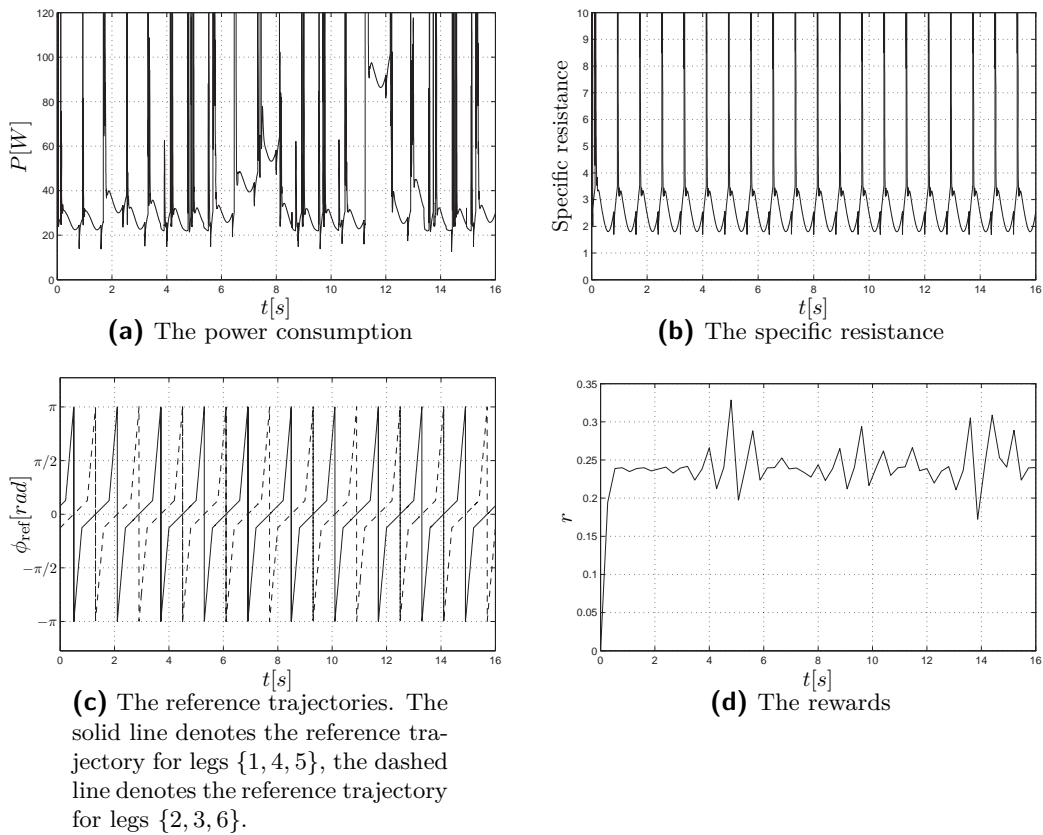 120
100
80
60
40
20
0
P[W]
0 2 4 6 8 10 12 14 16
t[s]
(a) The power consumption
10
9
8
7
6
5
4
3
2
1
0
Specific resistance
0 2 4 6 8 10 12 14 16
t[s]
(b) The specific resistance
π
π/2
0
−π/2
−π
ϕref[rad]
0 2 4 6 8 10 12 14 16
t[s]
(c) The reference trajectories. The
solid line denotes the reference tra-
jectory for legs {1, 4, 5}, the dashed
line denotes the reference trajectory
for legs {2, 3, 6}.
0.35
0.3
0.25
0.2
0.15
0.1
0.05
0
r
0 2 4 6 8 10 12 14 16
t[s]
(d) The rewards